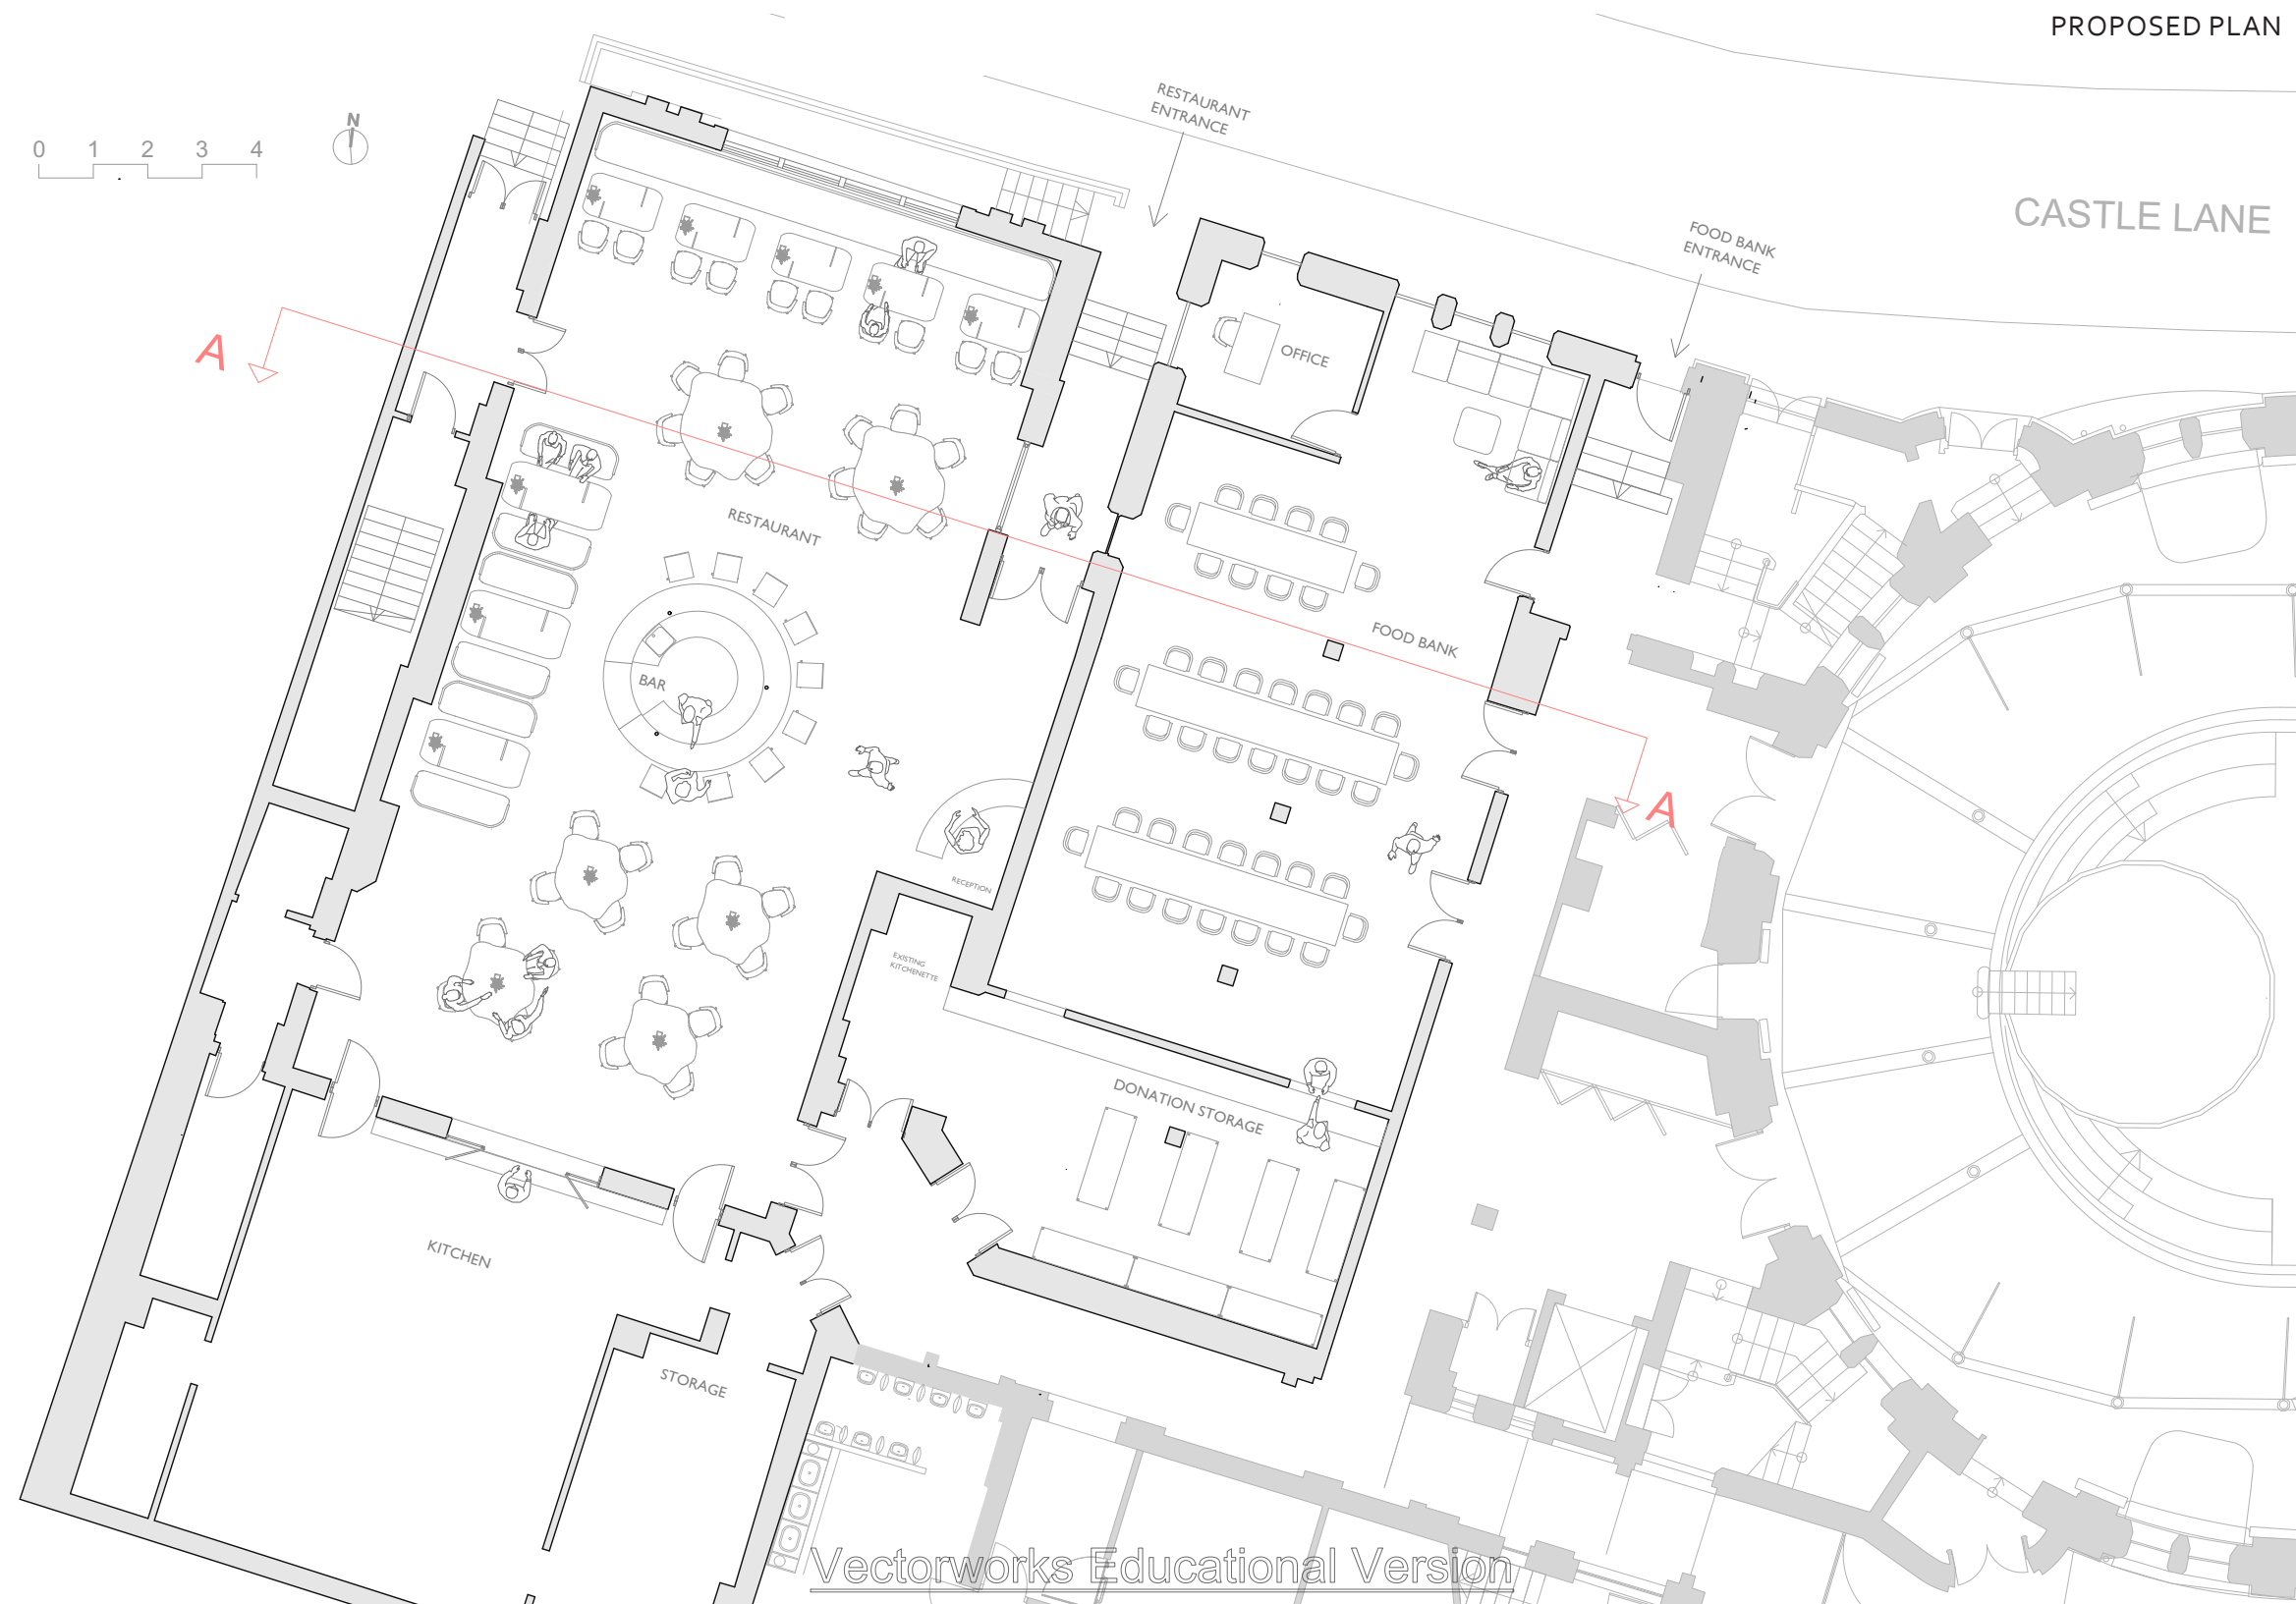 PROPOSED PLAN
RESTAURANT
ENTRANCE
N
0 1 2 3 4
CASTLE LANE
FOOD BANK
ENTRANCE
A
OFFICE
RESTAURANT
FOOD BANK
BAR
A
RECEPTION
EXISTING
KITCHENETTE
DONATION STORAGE
KITCHEN
STORAGE
Vectorworks Educational Version